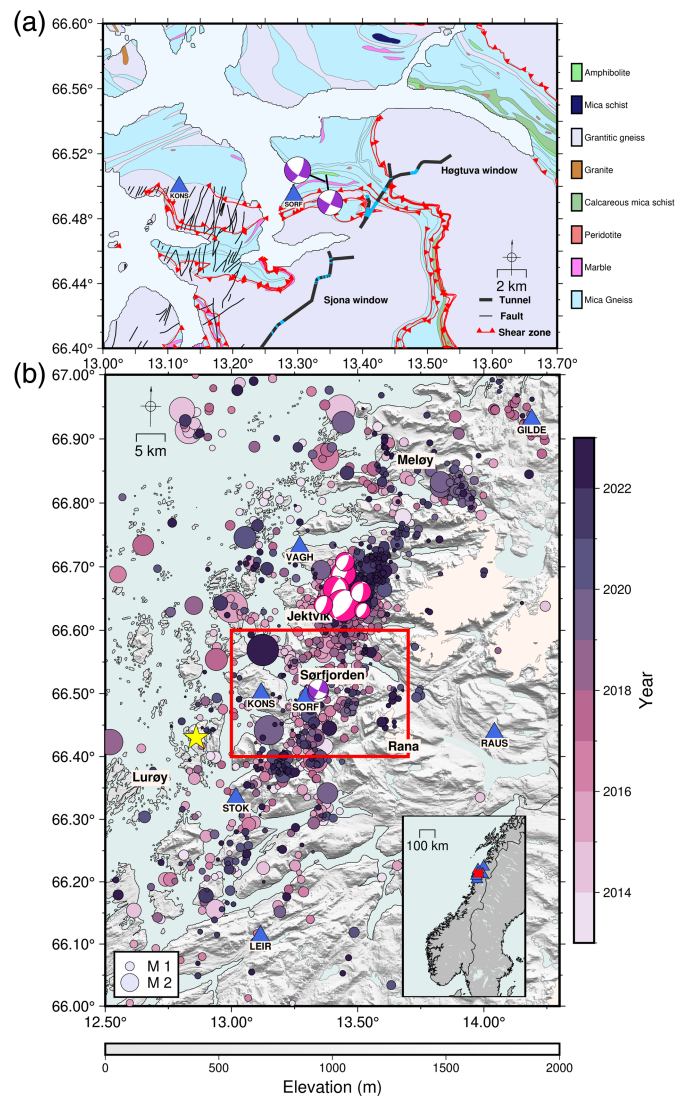 (a)
66.60°
66.56°
66.52°
66.48°
66.44°
66.40°
13.00°
13.10°
13.20°
13.30°
13.40°
13.50°
13.60°
13.70°
KONS
SORF
Høgtuva window
Sjona window
2 km
Tunnel
Fault
Shear zone
Amphibolite
Mica schist
Grantitic gneiss
Granite
Calcareous mica schist
Peridotite
Marble
Mica Gneiss
(b)
67.00°
66.90°
66.80°
66.70°
66.60°
66.50°
66.40°
66.30°
66.20°
66.10°
66.00°
12.50°
13.00°
13.50°
14.00°
5 km
GILDE
Meløy
VAGH
Jektvik
Sørfjorden
KONS
SORF
Rana
RAUS
Lurøy
STOK
LEIR
M 1
M 2
100 km
2022
2020
2018
2016
2014
Year
0
500
1000
1500
2000
Elevation (m)